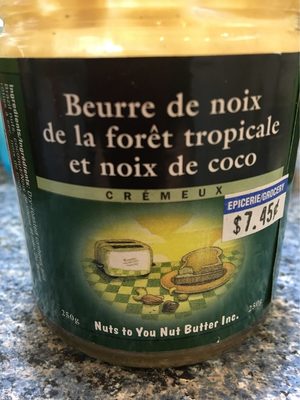 Beurre de noix
de la forêt tropicale
et noix de coco
CRÉMEUX
EPICERIE/GROCERY
$7.45¢
250g
Nuts to You Nut Butter Inc.
250g